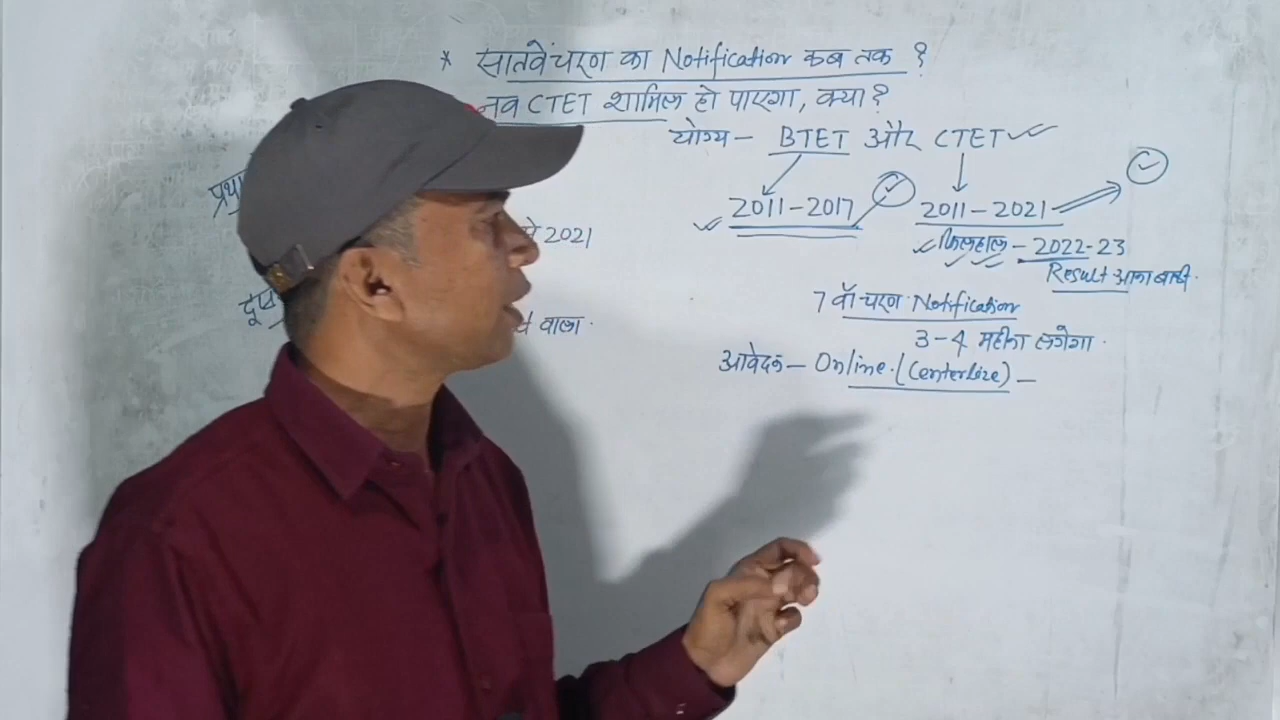 * सातवें चरण का Notification कब तक ?
नव CTET शामिल हो पाएगा, क्या ?
योग्य — BTET और CTET
2011-2017 2011-2021
फिलहाल - 2022-23
Result आना बाकी.
2021
वाला.
7 वाँ चरण Notification
3-4 महीना लगेगा.
आवेदन — Online. (Centerlize) —